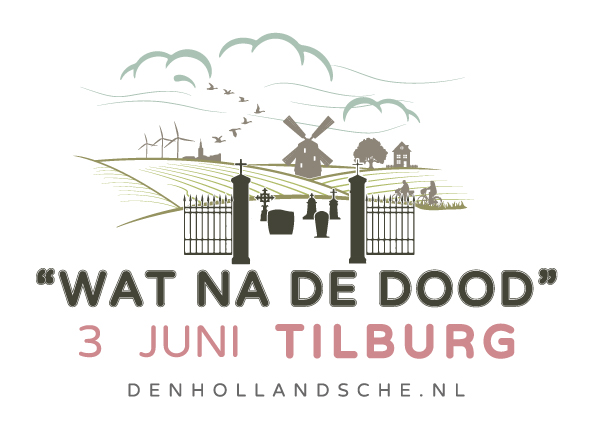 “WAT NA DE DOOD”
3 JUNI TILBURG
DENHOLLANDSCHE.NL